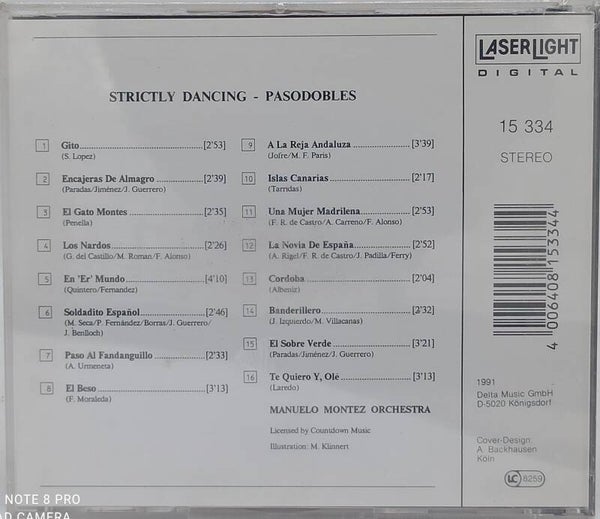 STRICTLY DANCING - PASODOBLES
1 Gito [2'53]
(S. Lopez)
2 Encajeras De Almagro [2'39]
(Paradas/Jiménez/J. Guerrero)
3 El Gato Montes [2'35]
(Penella)
4 Los Nardos [2'26]
(G. del Castillo/M. Roman/F. Alonso)
5 En 'Er' Mundo [4'10]
(Quintero/Fernandez)
6 Soldadito Español [2'46]
(M. Seca/P. Fernández/Borras/J. Guerrero/
J. Benlloch)
7 Paso Al Fandanguillo [2'33]
(A. Urmeneta)
8 El Beso [3'13]
(F. Moraleda)
9 A La Reja Andaluza [3'39]
(Jofre/M. F. Paris)
10 Islas Canarias [2'17]
(Tarridas)
11 Una Mujer Madrilena [2'53]
(F. R. de Castro/A. Carreno/F. Alonso)
12 La Novia De España [2'52]
(A. Rigel/F. R. de Castro/J. Padilla/Ferry)
13 Cordoba [2'04]
(Albeniz)
14 Banderillero [2'32]
(J. Izquierdo/M. Villacanas)
15 El Sobre Verde [3'21]
(Paradas/Jiménez/J. Guerrero)
16 Te Quiero Y, Olé [3'13]
(Laredo)
MANUELO MONTEZ ORCHESTRA
Licensed by Countdown Music
Illustration: M. Klinnert
LASERLIGHT
DIGITAL
15 334
STEREO
4 006408 153344
1991
Delta Music GmbH
D-5020 Königsdorf
Cover-Design:
A. Backhausen
Köln
LC 8259
NOTE 8 PRO
AD CAMERA